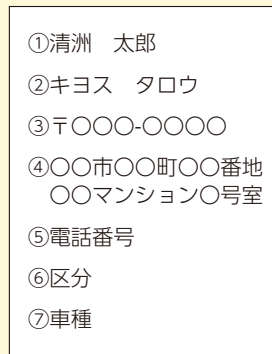 ①清洲　太郎
②キヨス　タロウ
③〒〇〇〇-〇〇〇〇
④〇〇市〇〇町〇〇番地
〇〇マンション〇号室
⑤電話番号
⑥区分
⑦車種